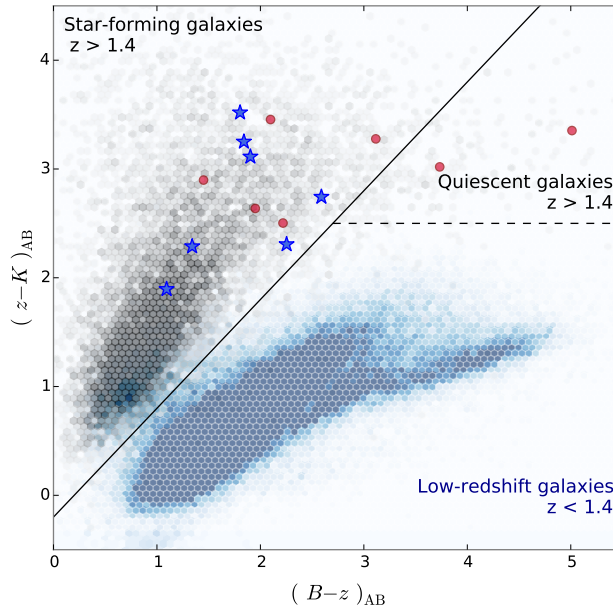 Star-forming galaxies
z > 1.4
4
3
2
1
0
Quiescent galaxies
z > 1.4
Low-redshift galaxies
z < 1.4
0
1
2
3
4
5
( z−K )AB
( B−z )AB